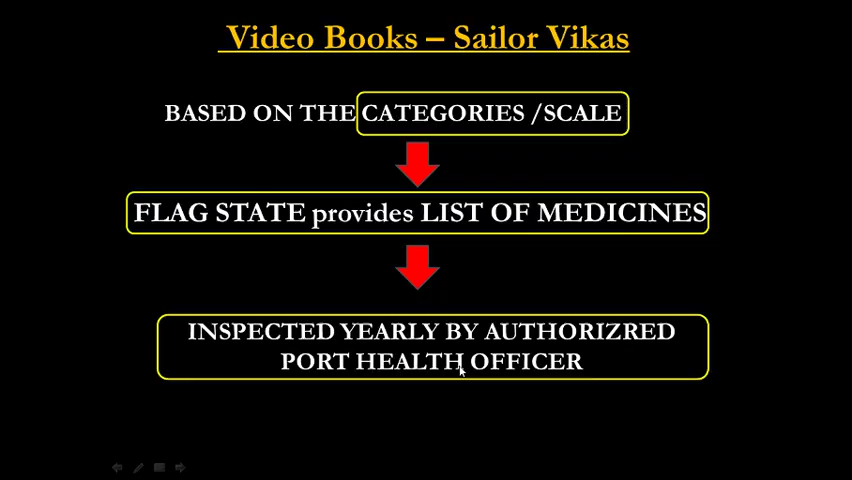 Video Books – Sailor Vikas
BASED ON THE CATEGORIES /SCALE
FLAG STATE provides LIST OF MEDICINES
INSPECTED YEARLY BY AUTHORIZRED
PORT HEALTH OFFICER